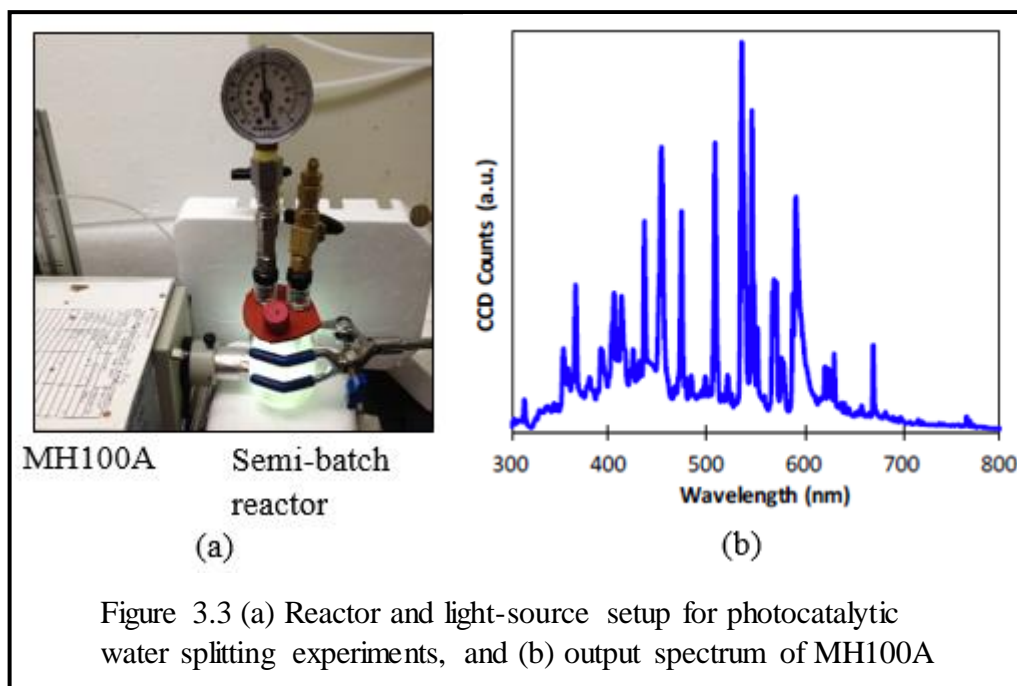 MH100A
Semi-batch
reactor
(a)
CCD Counts (a.u.)
300 400 500 600 700 800
Wavelength (nm)
(b)
Figure 3.3 (a) Reactor and light-source setup for photocatalytic
water splitting experiments, and (b) output spectrum of MH100A